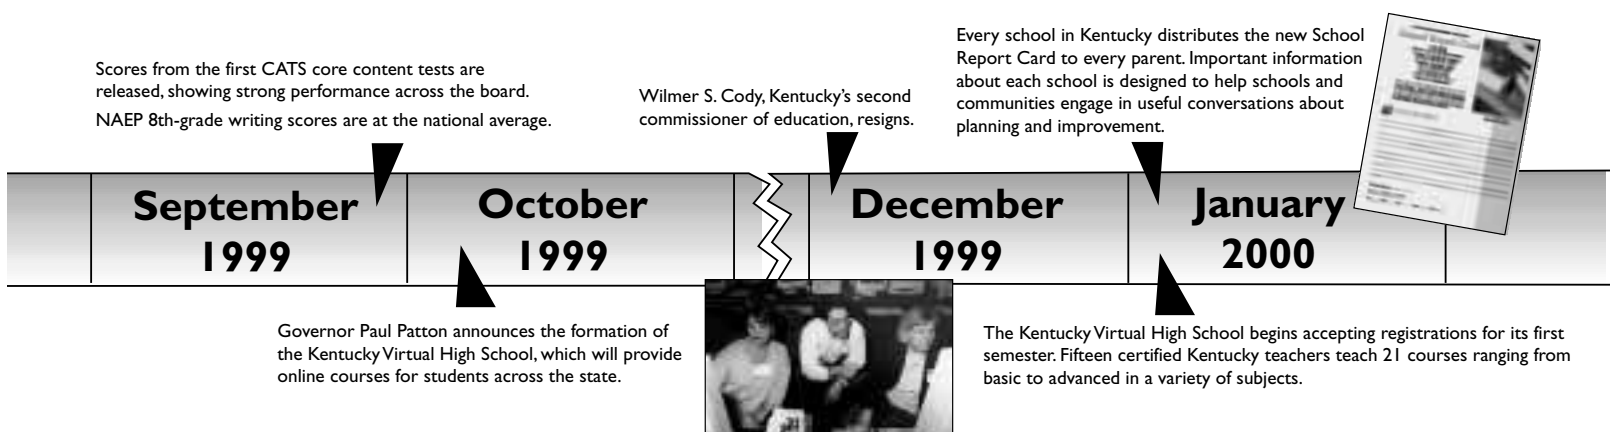 Scores from the first CATS core content tests are
released, showing strong performance across the board.
NAEP 8th-grade writing scores are at the national average.
Wilmer S. Cody, Kentucky's second
commissioner of education, resigns.
Every school in Kentucky distributes the new School
Report Card to every parent. Important information
about each school is designed to help schools and
communities engage in useful conversations about
planning and improvement.
September
1999
October
1999
December
1999
January
2000
Governor Paul Patton announces the formation of
the Kentucky Virtual High School, which will provide
online courses for students across the state.
The Kentucky Virtual High School begins accepting registrations for its first
semester. Fifteen certified Kentucky teachers teach 21 courses ranging from
basic to advanced in a variety of subjects.